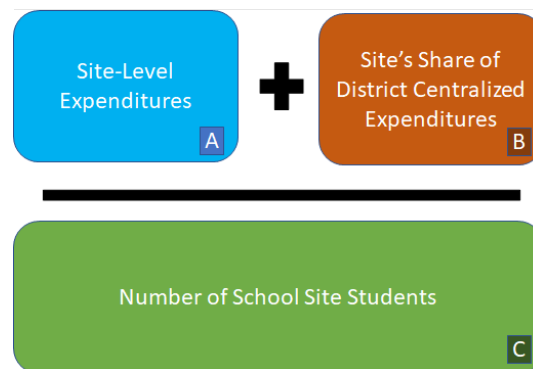 Site-Level
Expenditures
A
Site's Share of
District Centralized
Expenditures
B
Number of School Site Students
C